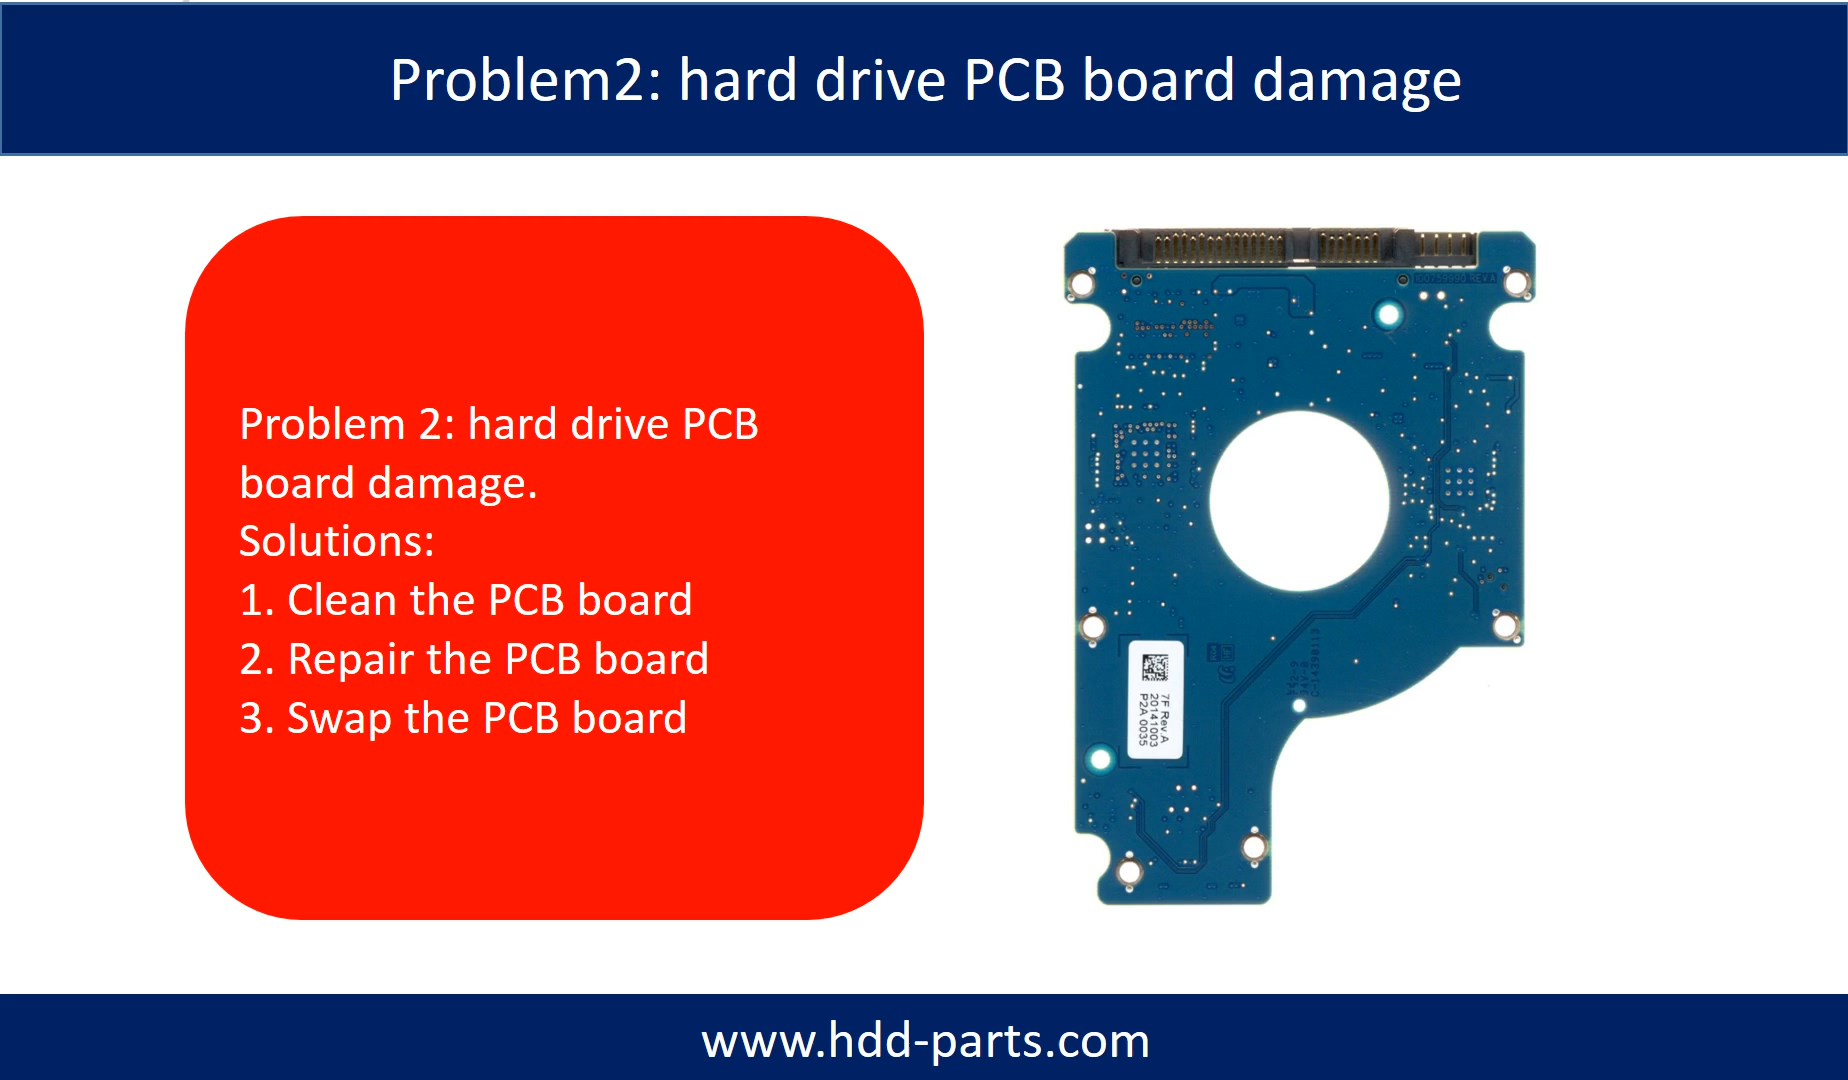 Problem2: hard drive PCB board damage
Problem 2: hard drive PCB
board damage.
Solutions:
1. Clean the PCB board
2. Repair the PCB board
3. Swap the PCB board
100759990 REV A
7F Rev.A
20141003
P2A 0035
www.hdd-parts.com